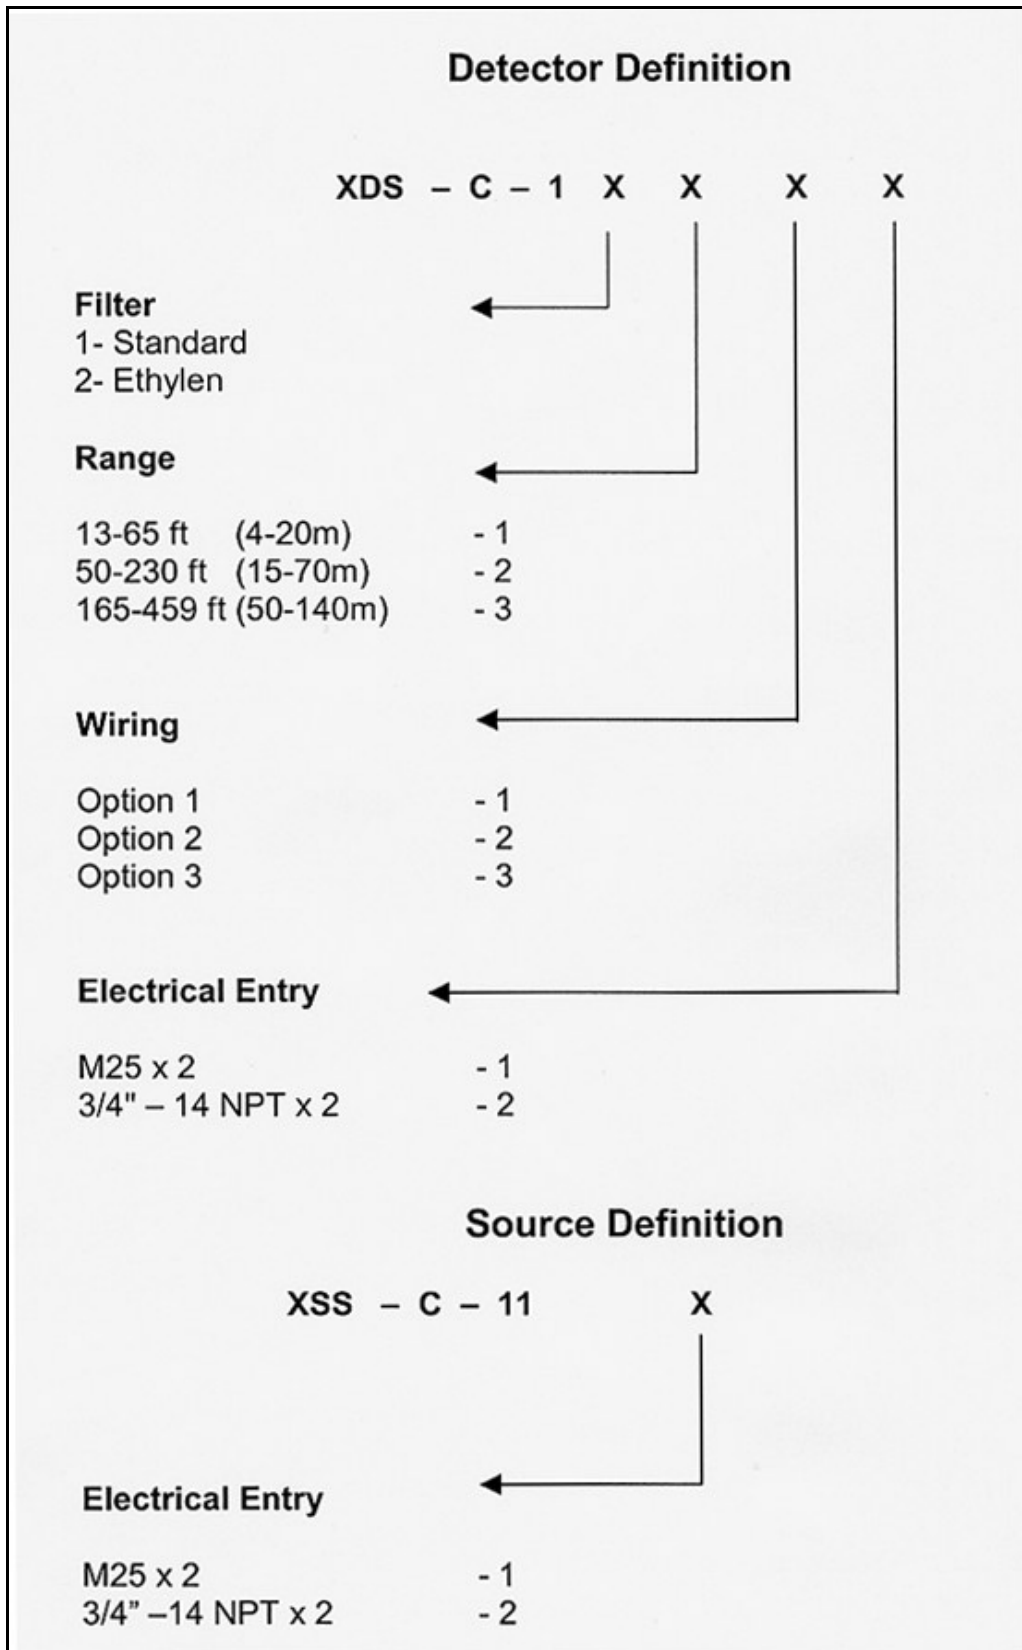 Detector Definition
XDS – C – 1 X X X X
Filter
1- Standard
2- Ethylen
Range
13-65 ft (4-20m) - 1
50-230 ft (15-70m) - 2
165-459 ft (50-140m) - 3
Wiring
Option 1 - 1
Option 2 - 2
Option 3 - 3
Electrical Entry
M25 x 2 - 1
3/4" – 14 NPT x 2 - 2
Source Definition
XSS – C – 11 X
Electrical Entry
M25 x 2 - 1
3/4” –14 NPT x 2 - 2